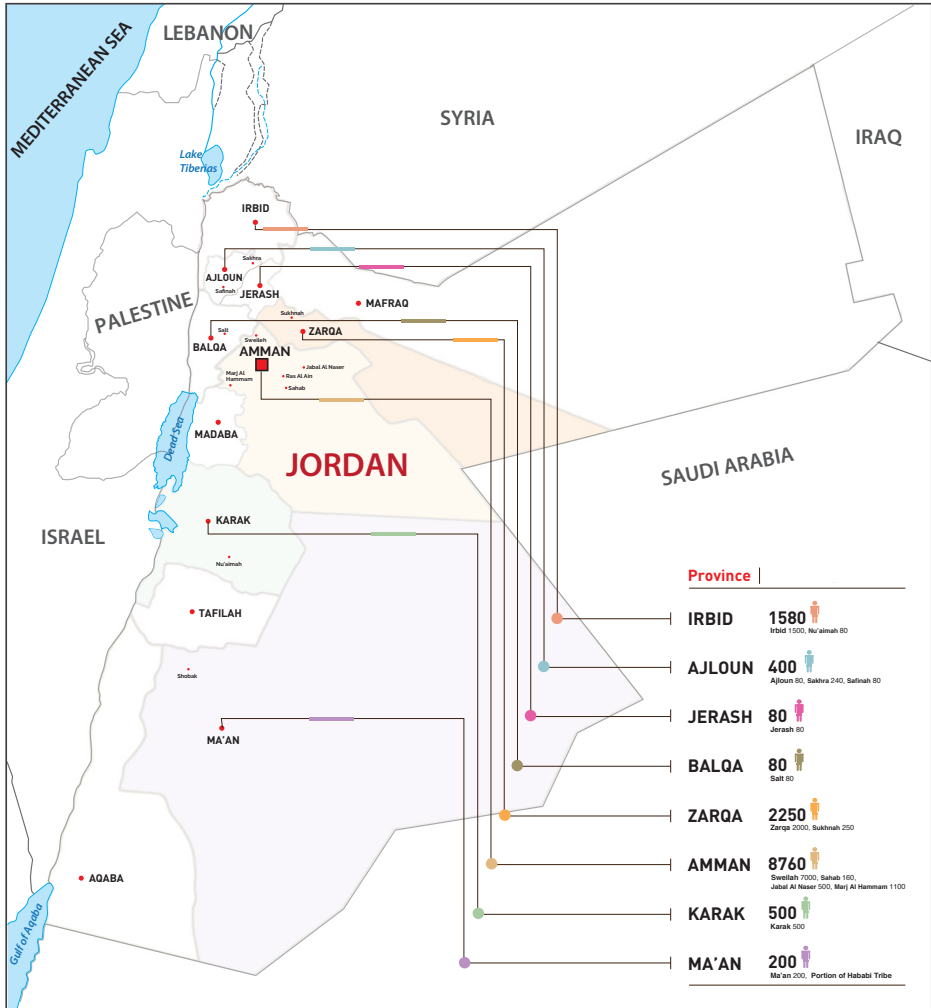 LEBANON
MEDITERRANEAN SEA
SYRIA
IRAQ
Lake
Tiberias
IRBID
Sakhra
AJLOUN
Safinah
JERASH
MAFRAQ
PALESTINE
Sukhnah
ZARQA
Salt
BALQA
Sweileh
AMMAN
Jabal Al Naser
Marj Al
Hammam
Ras Al Ain
Sahab
Dead Sea
MADABA
JORDAN
SAUDI ARABIA
ISRAEL
KARAK
Nu'aimah
TAFILAH
Shobak
MA'AN
AQABA
Gulf of Aqaba
Province
IRBID 1580
Irbid 1500, Nu'aimah 80
AJLOUN 400
Ajloun 80, Sakhra 240, Safinah 80
JERASH 80
Jerash 80
BALQA 80
Salt 80
ZARQA 2250
Zarqa 2000, Sukhnah 250
AMMAN 8760
Sweilah 7000, Sahab 160,
Jabal Al Naser 500, Marj Al Hammam 1100
KARAK 500
Karak 500
MA'AN 200
Ma'an 200, Portion of Hababi Tribe